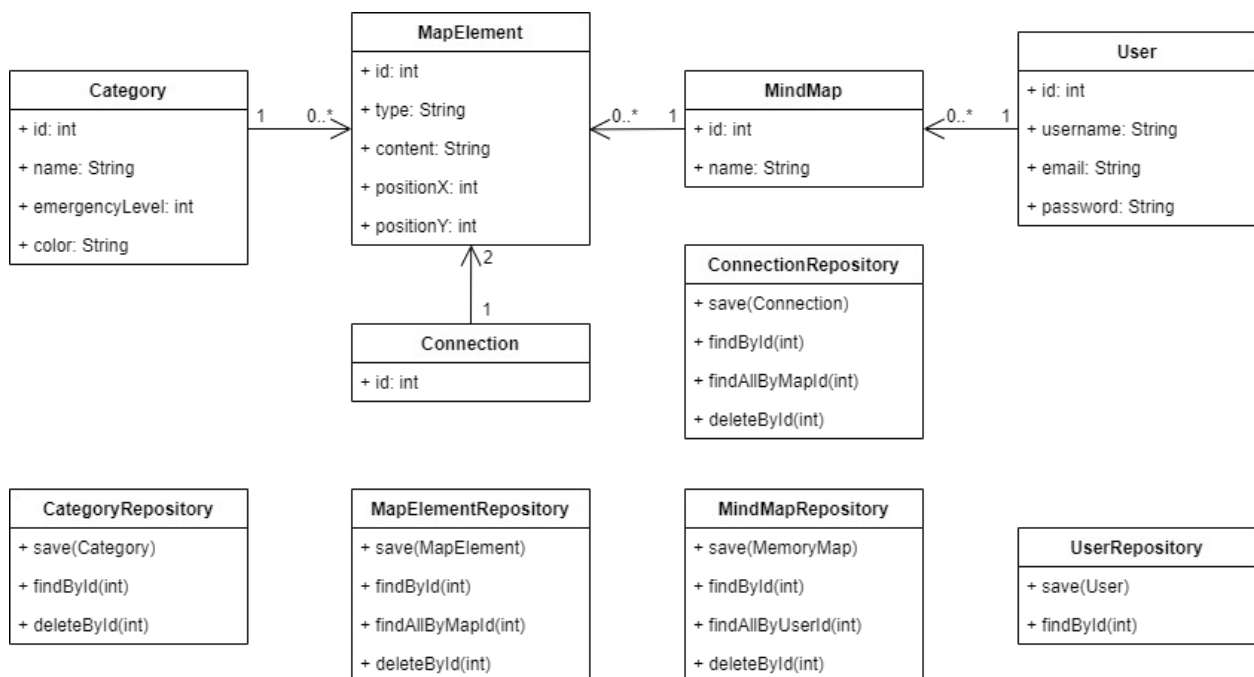 Category
+ id: int
+ name: String
+ emergencyLevel: int
+ color: String
1
0..*
MapElement
+ id: int
+ type: String
+ content: String
+ positionX: int
+ positionY: int
0..*
1
MindMap
+ id: int
+ name: String
0..*
1
User
+ id: int
+ username: String
+ email: String
+ password: String
2
1
Connection
+ id: int
ConnectionRepository
+ save(Connection)
+ findById(int)
+ findAllByMapId(int)
+ deleteById(int)
CategoryRepository
+ save(Category)
+ findById(int)
+ deleteById(int)
MapElementRepository
+ save(MapElement)
+ findById(int)
+ findAllByMapId(int)
+ deleteById(int)
MindMapRepository
+ save(MemoryMap)
+ findById(int)
+ findAllByUserId(int)
+ deleteById(int)
UserRepository
+ save(User)
+ findById(int)